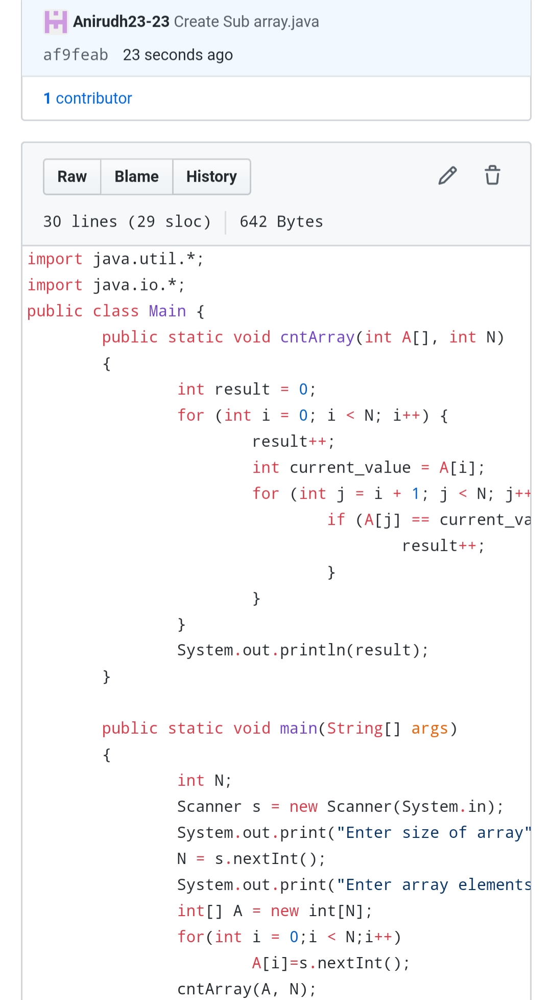 Anirudh23-23 Create Sub array.java
af9feab 23 seconds ago
1 contributor
Raw Blame History
30 lines (29 sloc) 642 Bytes
import java.util.*;
import java.io.*;
public class Main {
public static void cntArray(int A[], int N)
{
int result = 0;
for (int i = 0; i < N; i++) {
result++;
int current_value = A[i];
for (int j = i + 1; j < N; j++
if (A[j] == current_va
result++;
}
}
}
System.out.println(result);
}
public static void main(String[] args)
{
int N;
Scanner s = new Scanner(System.in);
System.out.print("Enter size of array"
N = s.nextInt();
System.out.print("Enter array elements
int[] A = new int[N];
for(int i = 0;i < N;i++)
A[i]=s.nextInt();
cntArray(A, N);